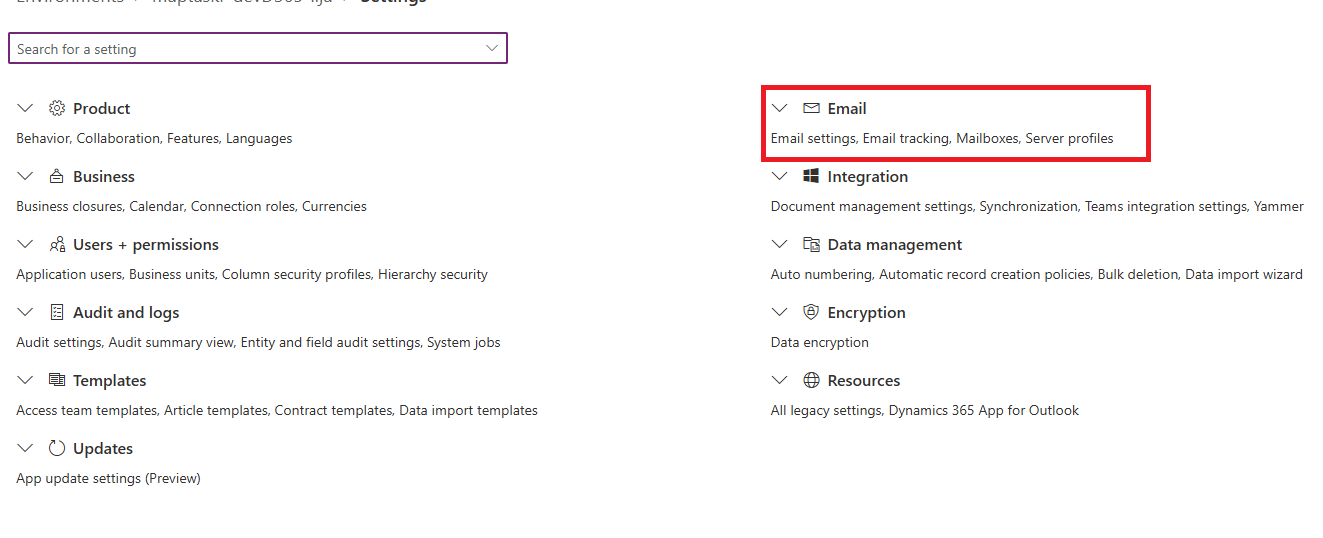 Settings
Search for a setting
Product
Behavior, Collaboration, Features, Languages
Business
Business closures, Calendar, Connection roles, Currencies
Users + permissions
Application users, Business units, Column security profiles, Hierarchy security
Audit and logs
Audit settings, Audit summary view, Entity and field audit settings, System jobs
Templates
Access team templates, Article templates, Contract templates, Data import templates
Updates
App update settings (Preview)
Email
Email settings, Email tracking, Mailboxes, Server profiles
Integration
Document management settings, Synchronization, Teams integration settings, Yammer
Data management
Auto numbering, Automatic record creation policies, Bulk deletion, Data import wizard
Encryption
Data encryption
Resources
All legacy settings, Dynamics 365 App for Outlook